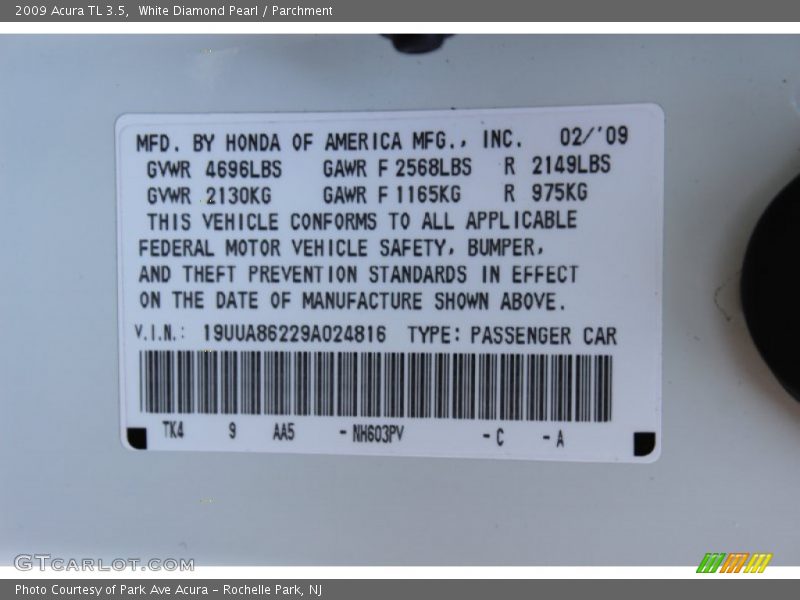 2009 Acura TL 3.5,  White Diamond Pearl / Parchment
MFD. BY HONDA OF AMERICA MFG., INC. 02/'09
GVWR 4696LBS GAWR F 2568LBS R 2149LBS
GVWR 2130KG GAWR F 1165KG R 975KG
THIS VEHICLE CONFORMS TO ALL APPLICABLE
FEDERAL MOTOR VEHICLE SAFETY, BUMPER,
AND THEFT PREVENTION STANDARDS IN EFFECT
ON THE DATE OF MANUFACTURE SHOWN ABOVE.
V.I.N.: 19UUA86229A024816 TYPE: PASSENGER CAR
TK4 9 AA5 -NH603PV -C -A
GTCARLOT.COM
Photo Courtesy of Park Ave Acura - Rochelle Park, NJ